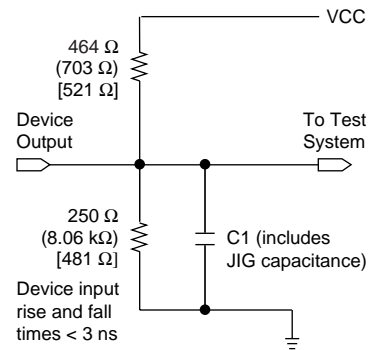 VCC
464 Ω
(703 Ω)
[521 Ω]
Device
Output
To Test
System
250 Ω
(8.06 kΩ)
[481 Ω]
C1 (includes
JIG capacitance)
Device input
rise and fall
times < 3 ns